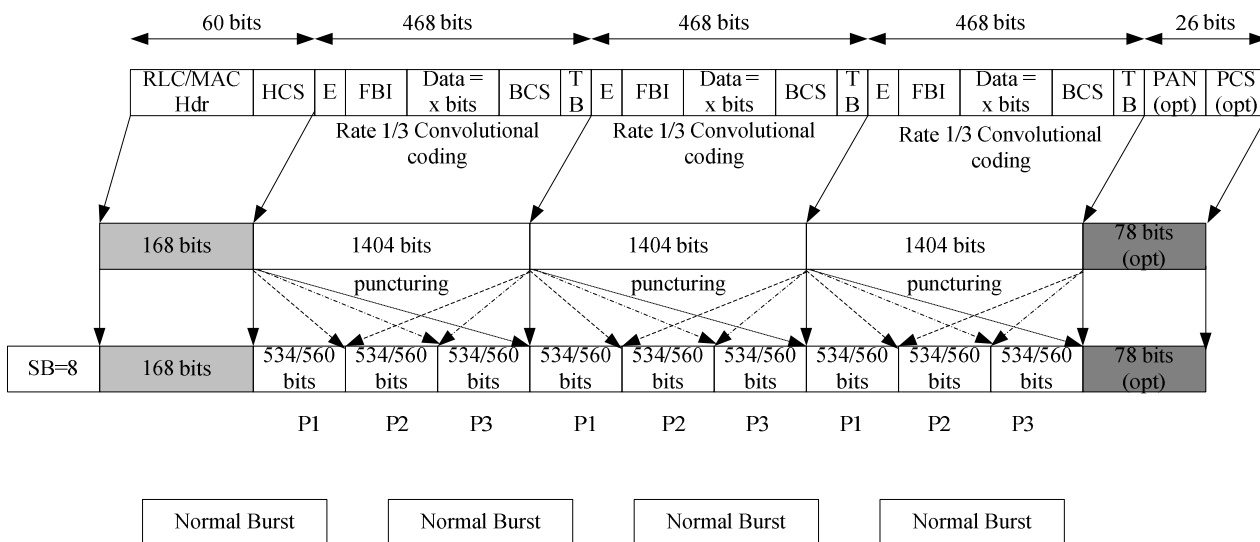 60 bits 468 bits 468 bits 468 bits 26 bits
RLC/MAC Hdr HCS E FBI Data = x bits BCS T B E FBI Data = x bits BCS T B E FBI Data = x bits BCS T B PAN (opt) PCS (opt)
Rate 1/3 Convolutional coding Rate 1/3 Convolutional coding Rate 1/3 Convolutional coding
168 bits 1404 bits 1404 bits 1404 bits 78 bits (opt)
puncturing puncturing puncturing
SB=8 168 bits 534/560 bits 534/560 bits 534/560 bits 534/560 bits 534/560 bits 534/560 bits 534/560 bits 534/560 bits 534/560 bits 78 bits (opt)
P1 P2 P3 P1 P2 P3 P1 P2 P3
Normal Burst Normal Burst Normal Burst Normal Burst